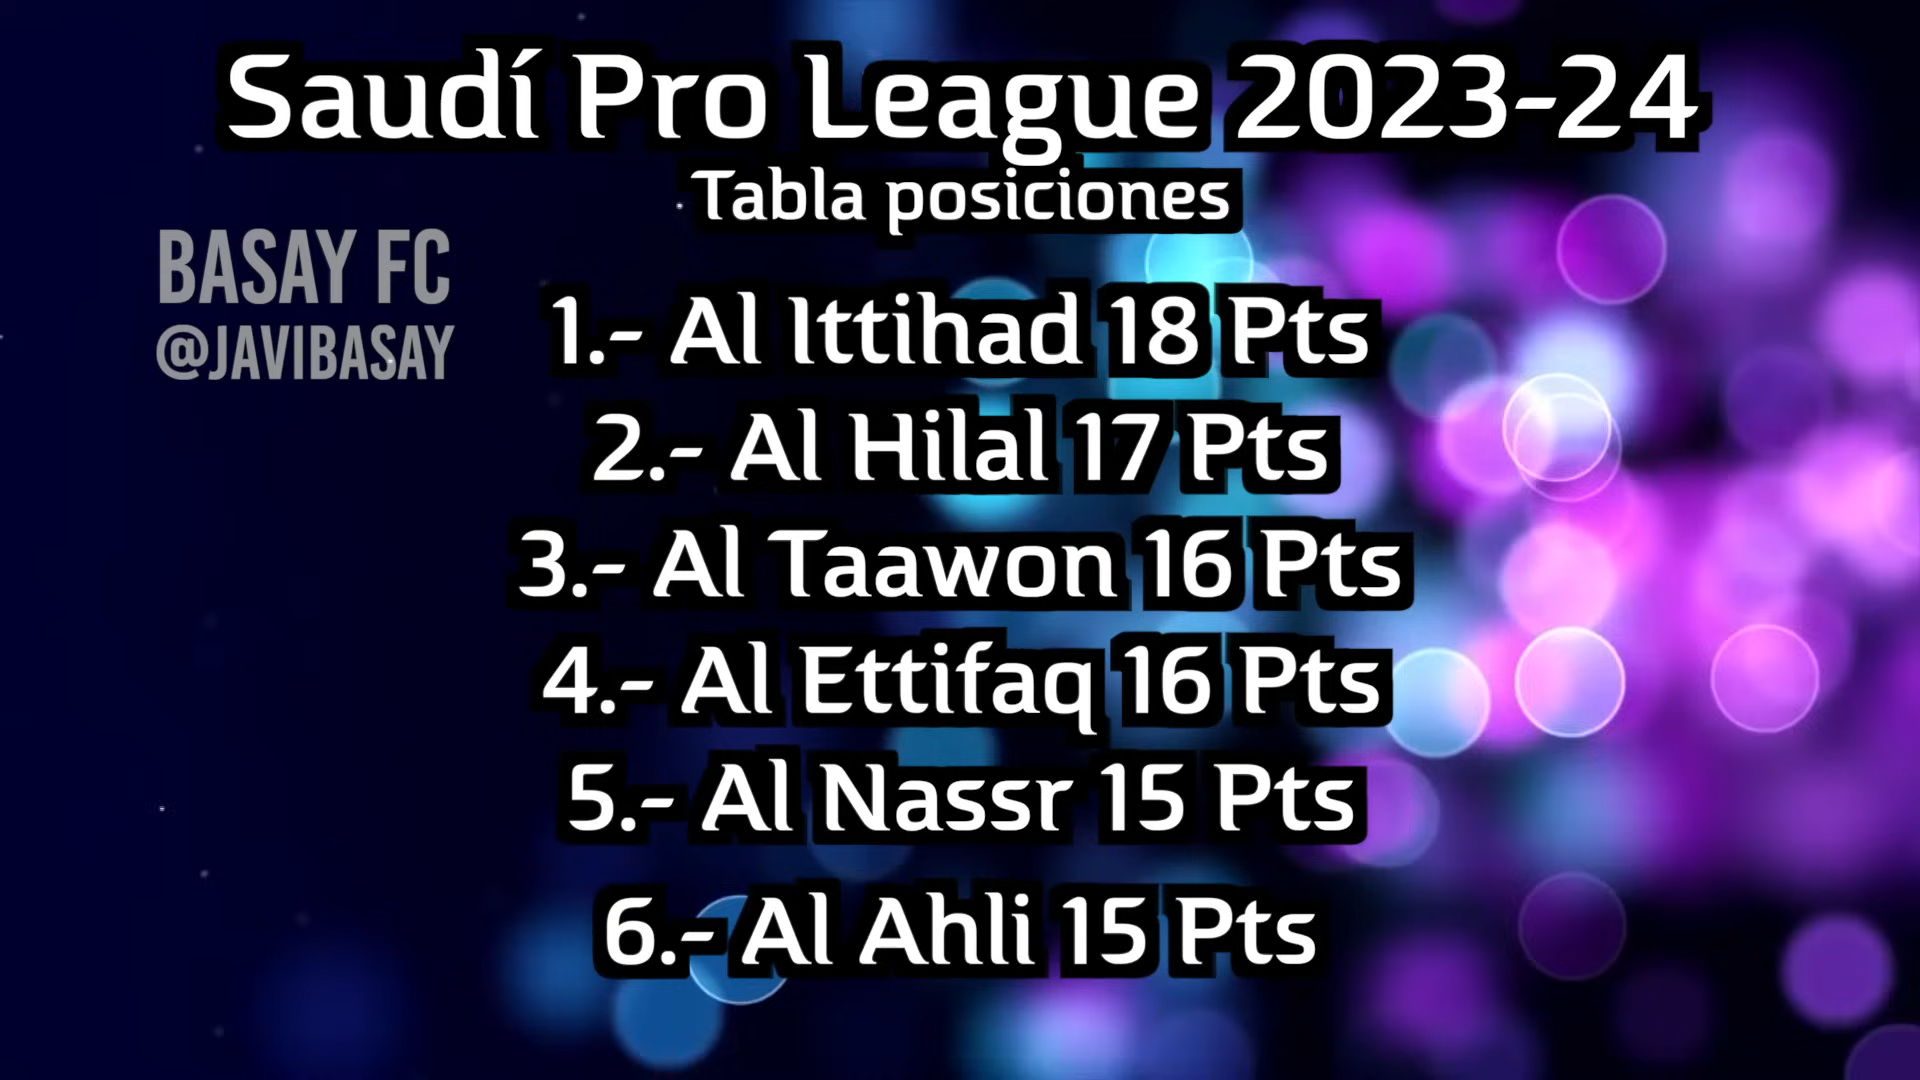 Saudí Pro League 2023-24
Tabla posiciones
BASAY FC
@JAVIBASAY
1.- Al Ittihad 18 Pts
2.- Al Hilal 17 Pts
3.- Al Taawon 16 Pts
4.- Al Ettifaq 16 Pts
5.- Al Nassr 15 Pts
6.- Al Ahli 15 Pts